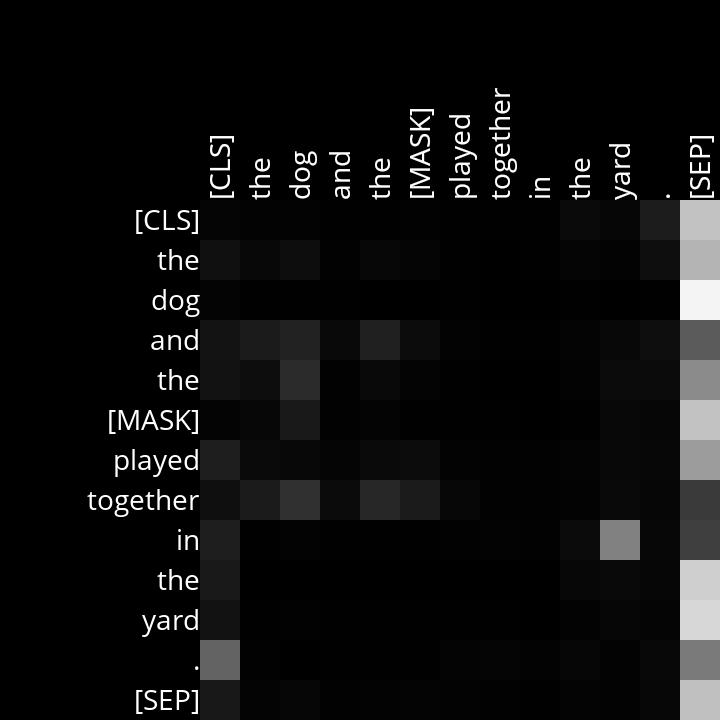 [CLS] the dog and the [MASK] played together in the yard . [SEP]
[CLS]
the
dog
and
the
[MASK]
played
together
in
the
yard
.
[SEP]